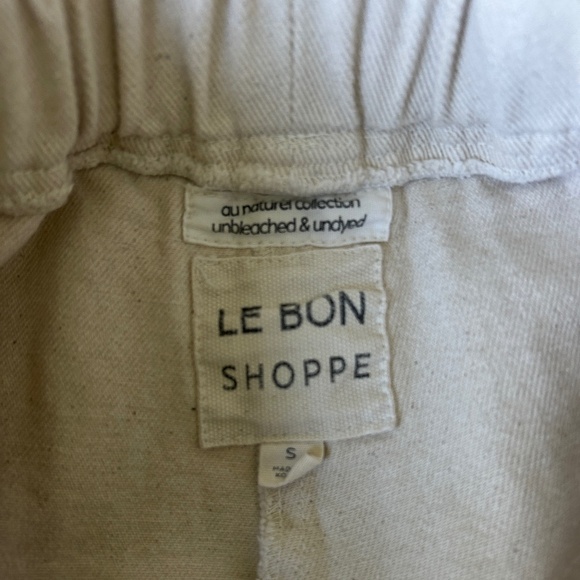 au naturel collection
unbleached & undyed
LE BON
SHOPPE
S